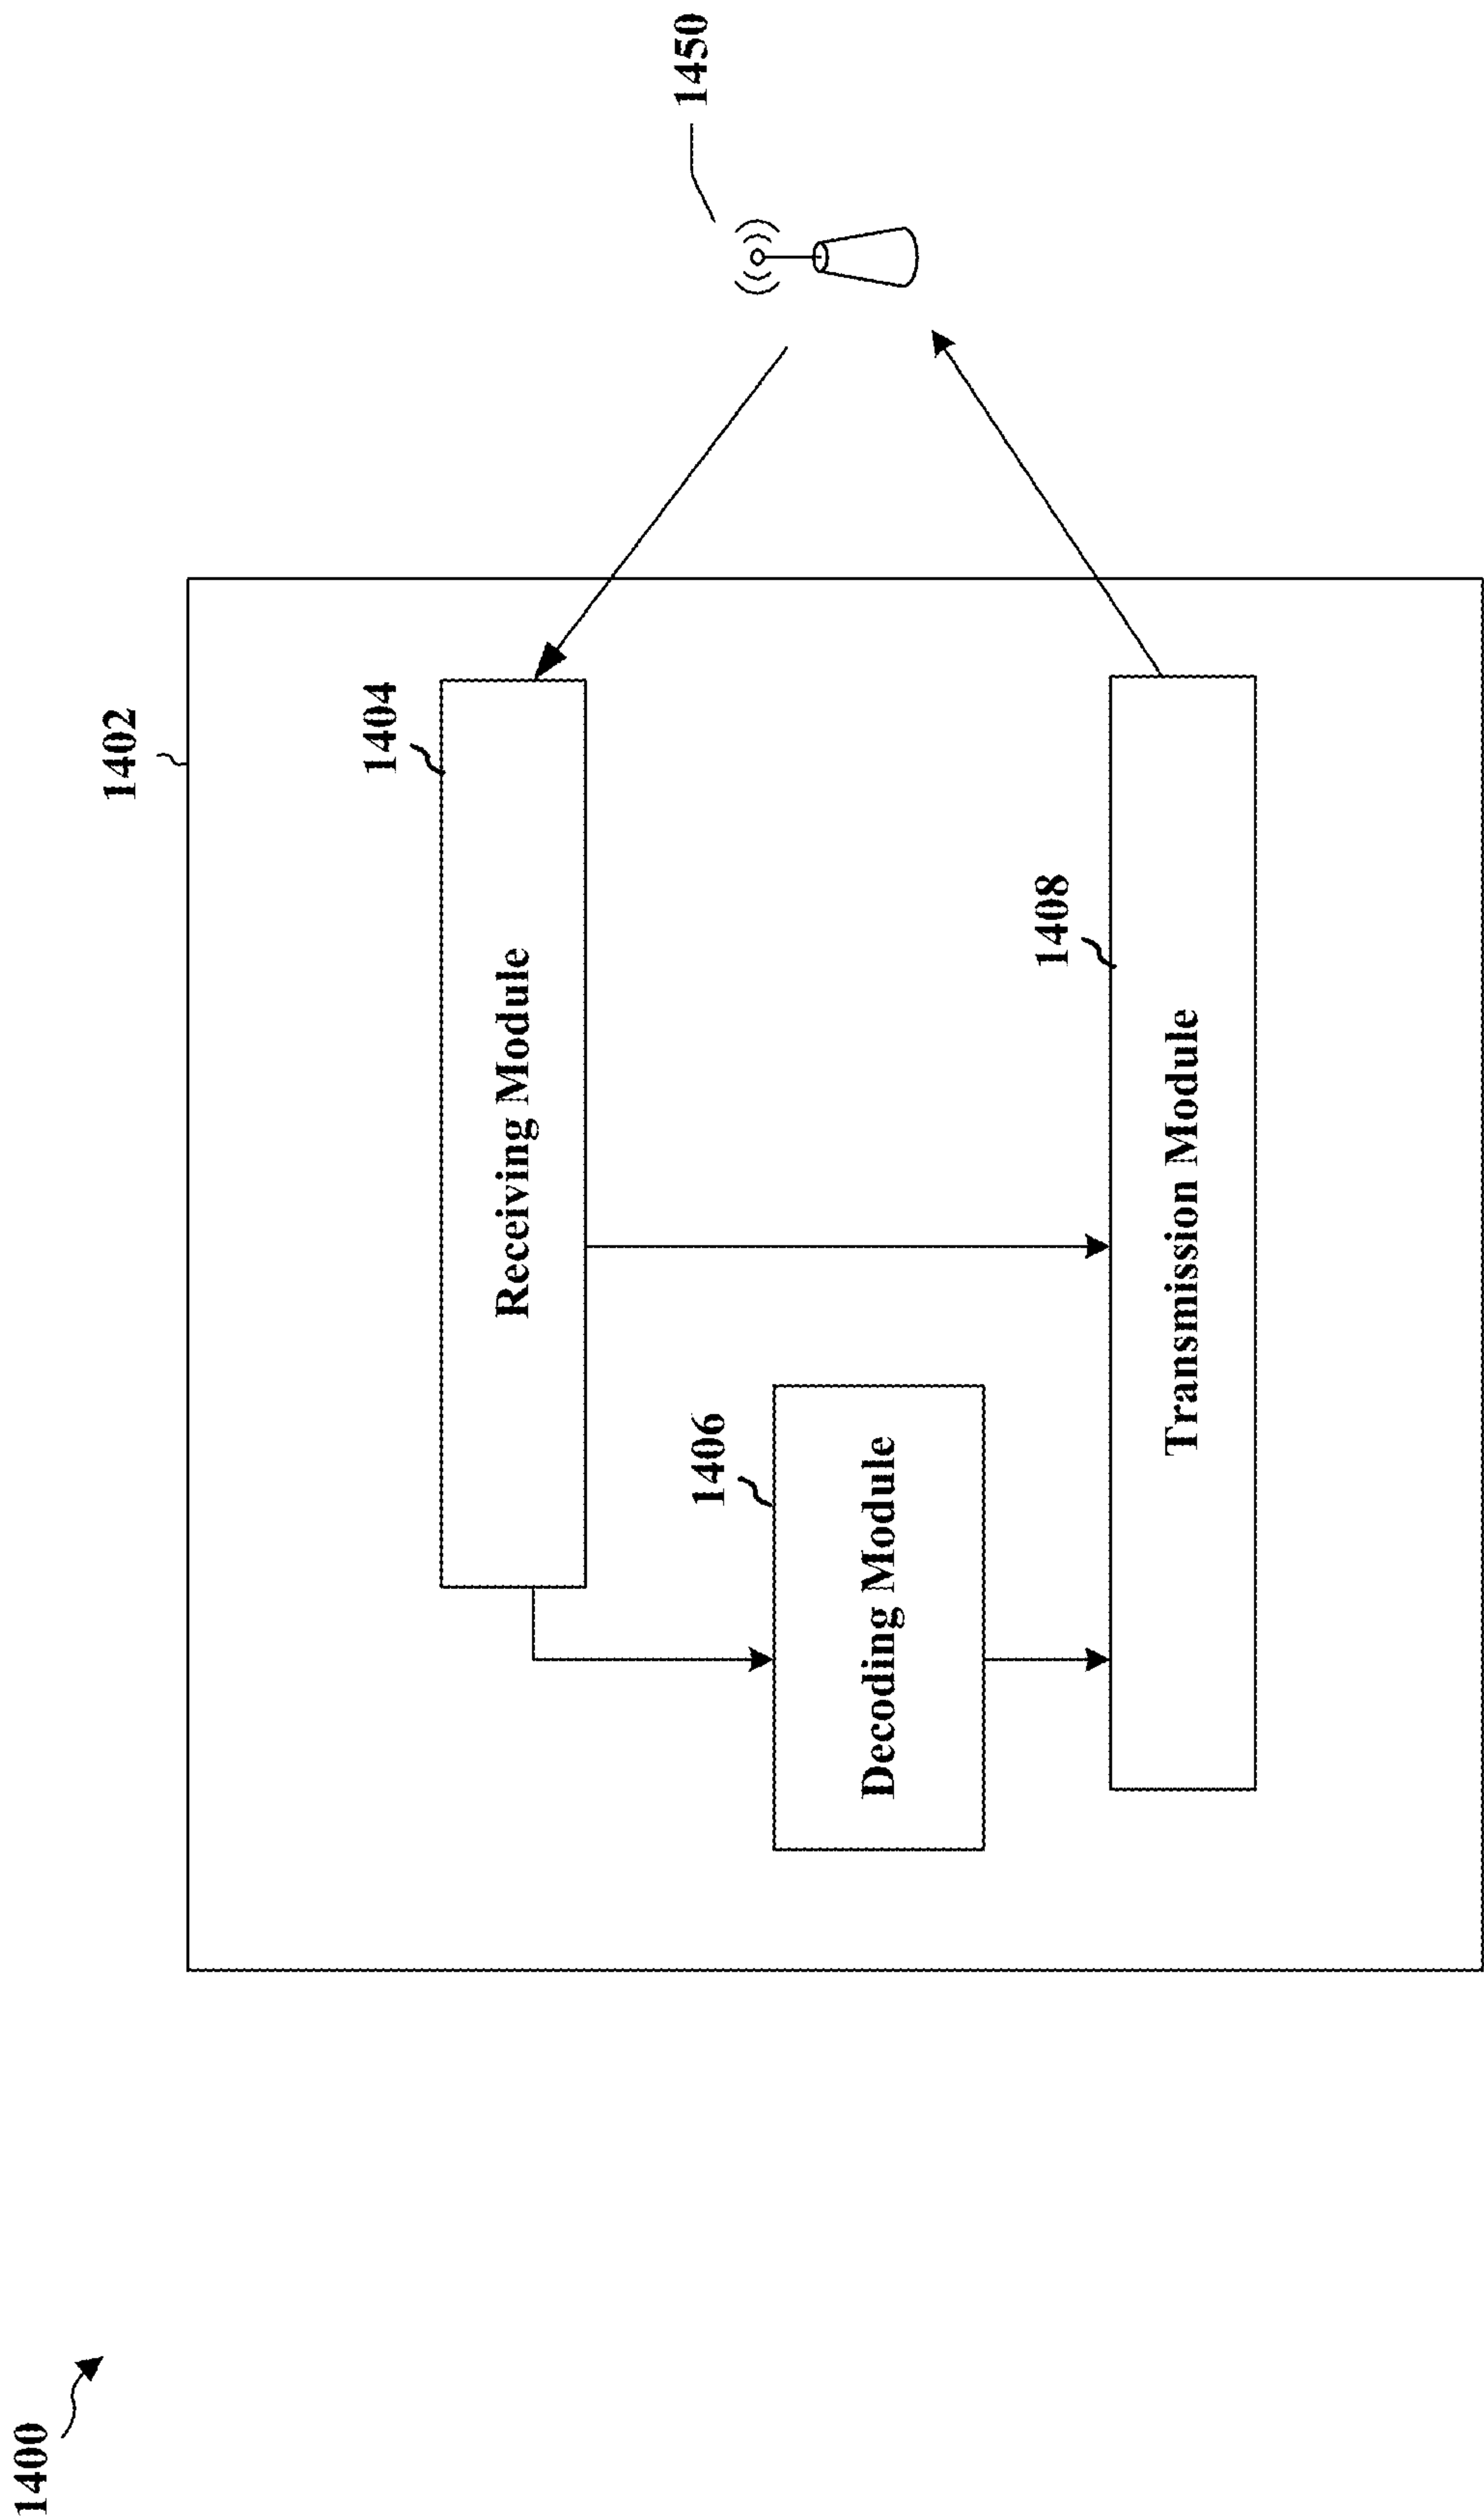 1400
1402
1404
Receiving Module
1450
1406
Decoding Module
1408
Transmission Module